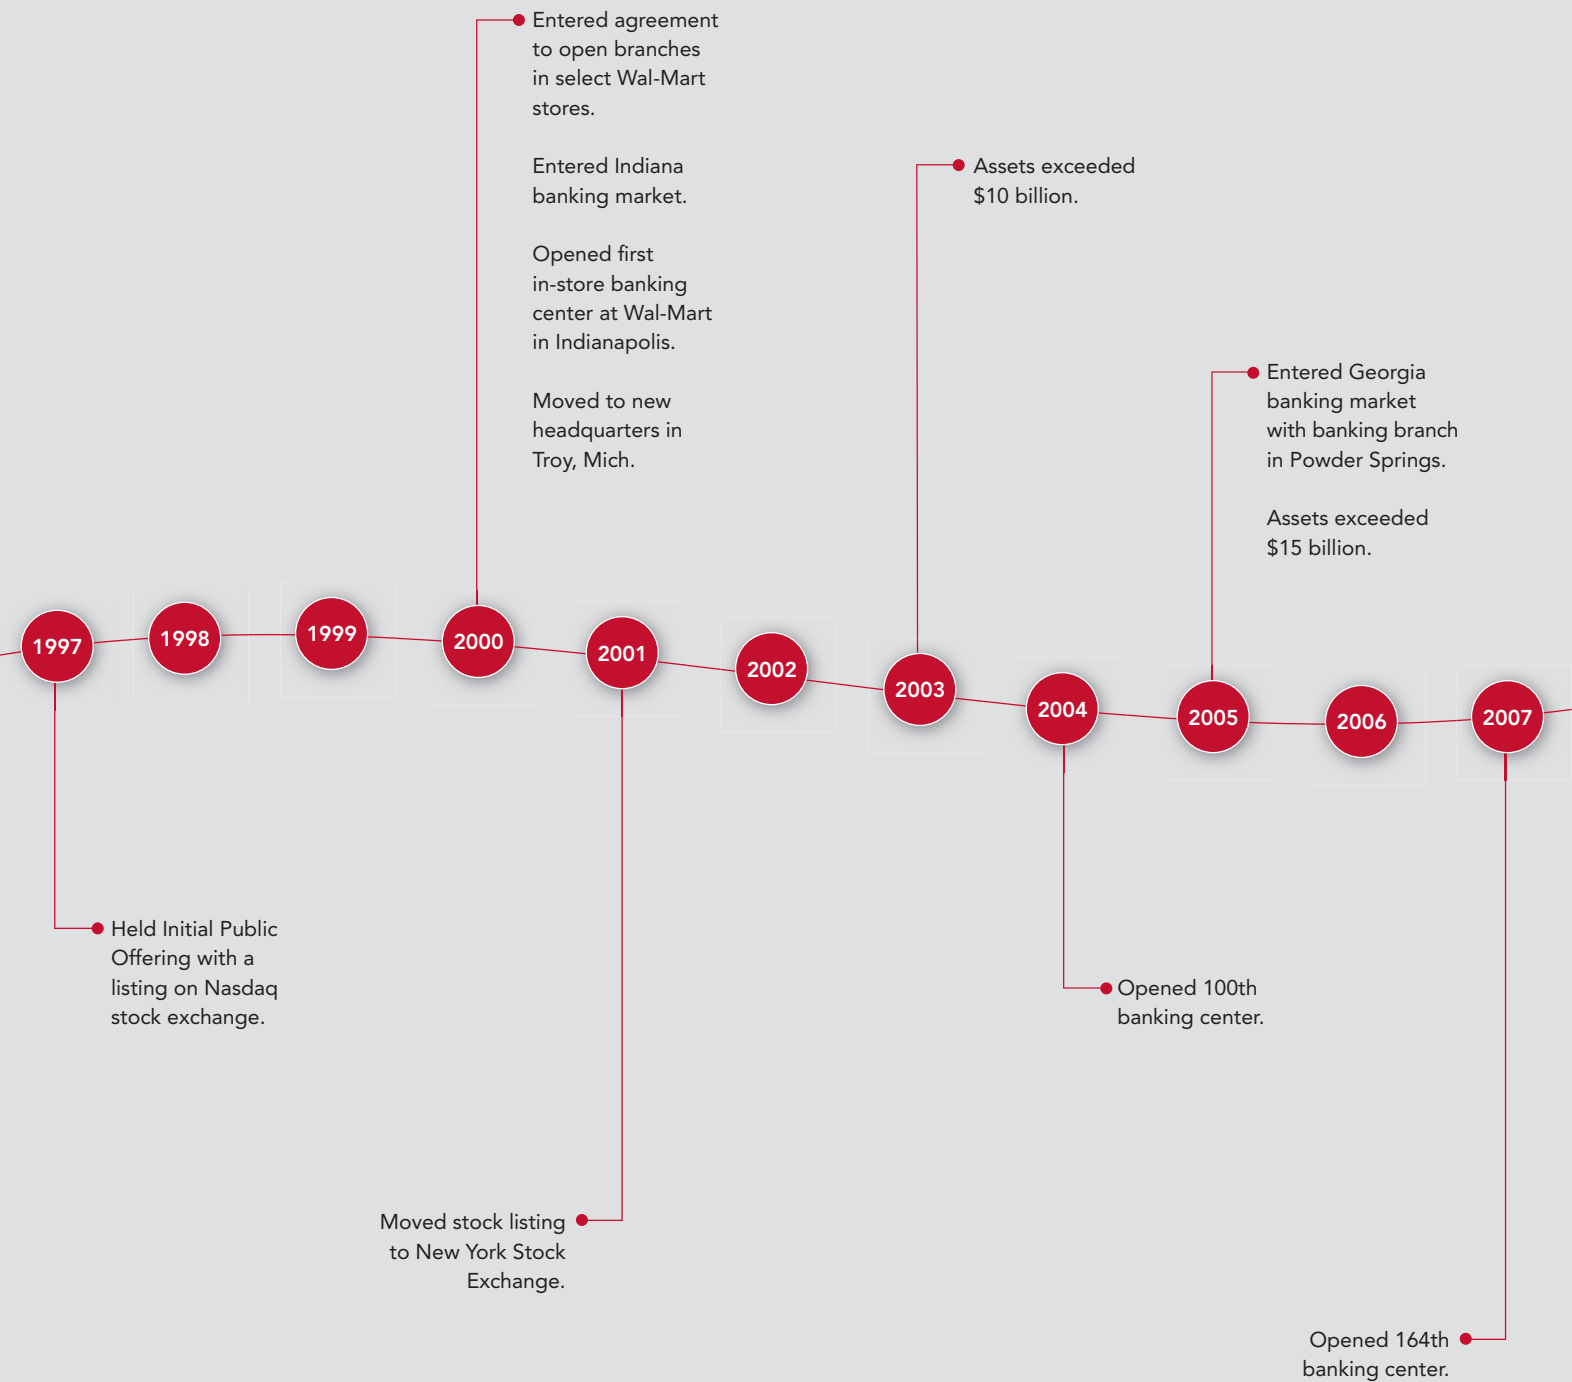 Entered agreement
to open branches
in select Wal-Mart
stores.
Entered Indiana
banking market.
Opened first
in-store banking
center at Wal-Mart
in Indianapolis.
Moved to new
headquarters in
Troy, Mich.
Assets exceeded
$10 billion.
Entered Georgia
banking market
with banking branch
in Powder Springs.
Assets exceeded
$15 billion.
1997
1998
1999
2000
2001
2002
2003
2004
2005
2006
2007
Held Initial Public
Offering with a
listing on Nasdaq
stock exchange.
Opened 100th
banking center.
Moved stock listing
to New York Stock
Exchange.
Opened 164th
banking center.